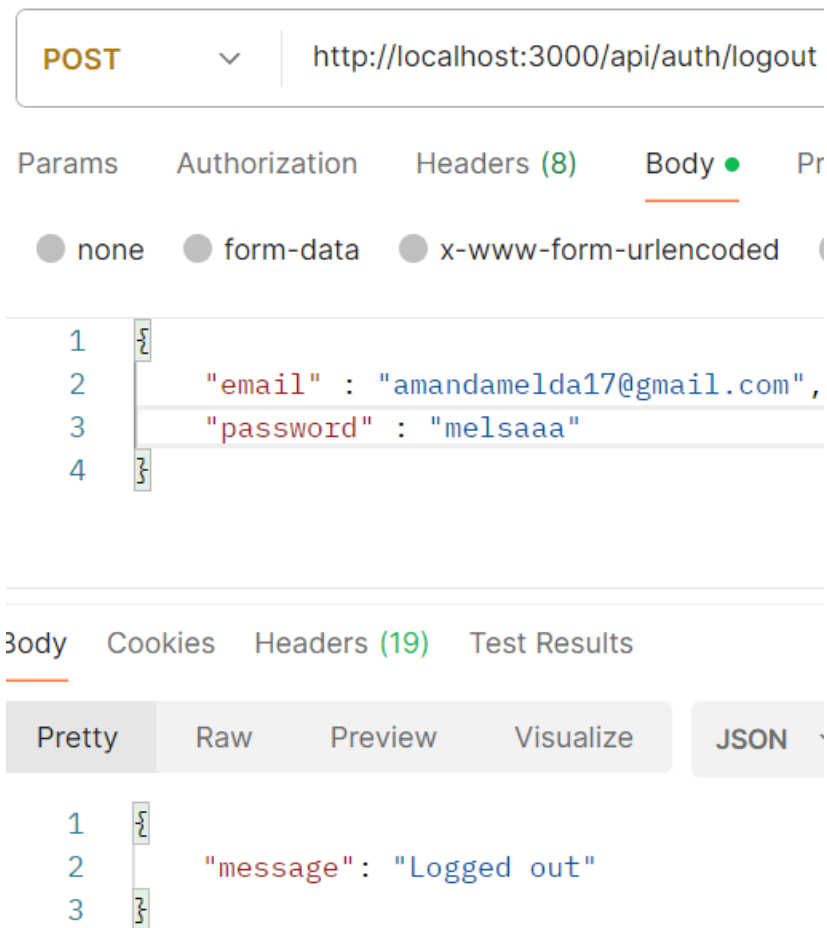 POST http://localhost:3000/api/auth/logout
Params Authorization Headers (8) Body Pr
none form-data x-www-form-urlencoded
1 {
2 "email" : "amandamelda17@gmail.com",
3 "password" : "melsaaa"
4 }
Body Cookies Headers (19) Test Results
Pretty Raw Preview Visualize JSON
1 {
2 "message": "Logged out"
3 }